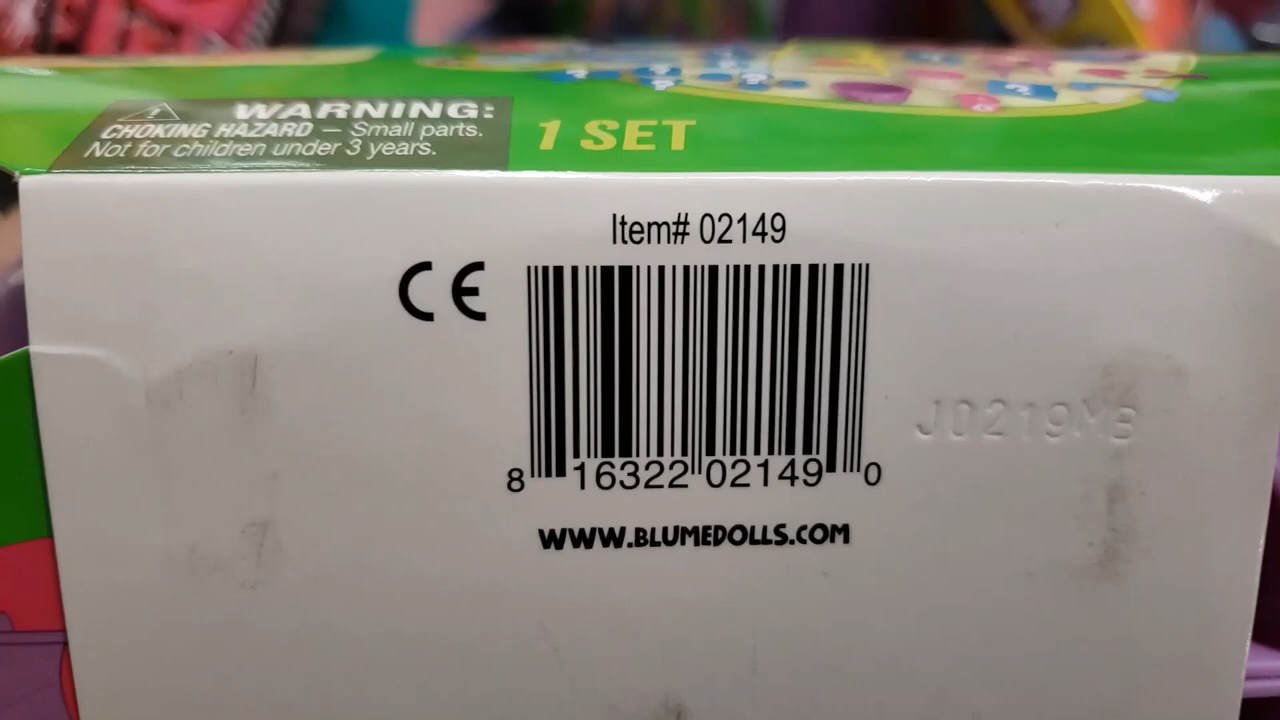 WARNING:
CHOKING HAZARD — Small parts.
Not for children under 3 years.
1 SET
Item# 02149
CE
8 16322 02149 0
WWW.BLUMEDOLLS.COM
J0219MB